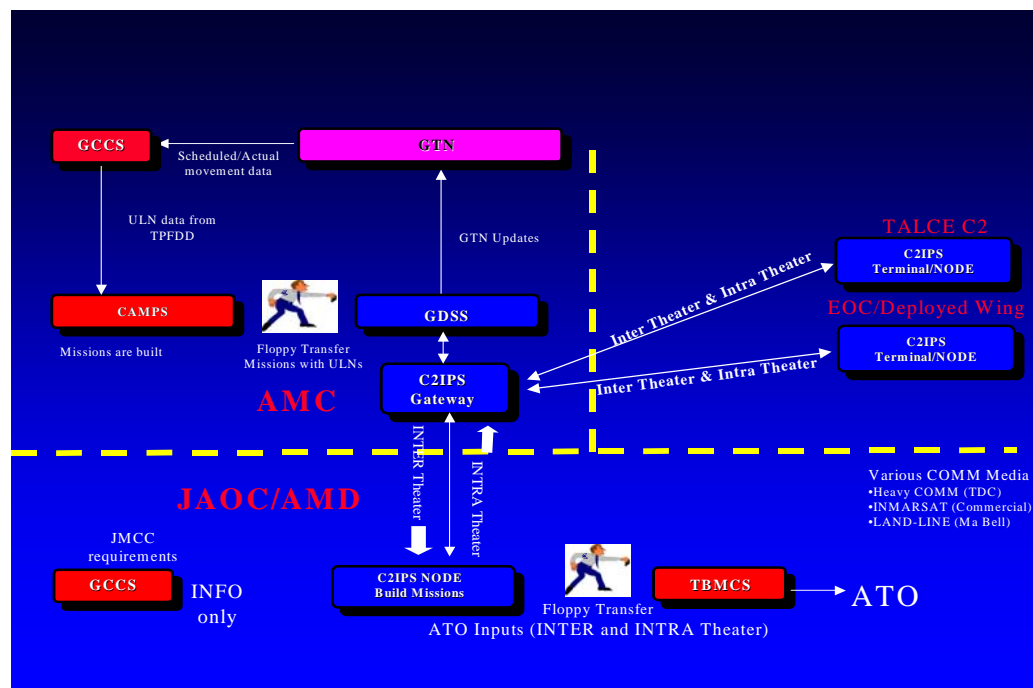 GCCS
GTN
Scheduled/Actual
movement data
ULN data from
TPFDD
GTN Updates
TALCE C2
C2IPS
Terminal/NODE
Inter Theater & Intra Theater
EOC/Deployed Wing
C2IPS
Terminal/NODE
Inter Theater & Intra Theater
CAMPS
Missions are built
Floppy Transfer
Missions with ULNs
GDSS
C2IPS
Gateway
AMC
INTER Theater
INTRA Theater
JAOC/AMD
Various COMM Media
•Heavy COMM (TDC)
•INMARSAT (Commercial)
•LAND-LINE (Ma Bell)
JMCC
requirements
GCCS
INFO
only
C2IPS NODE
Build Missions
Floppy Transfer
TBMCS
ATO
ATO Inputs (INTER and INTRA Theater)